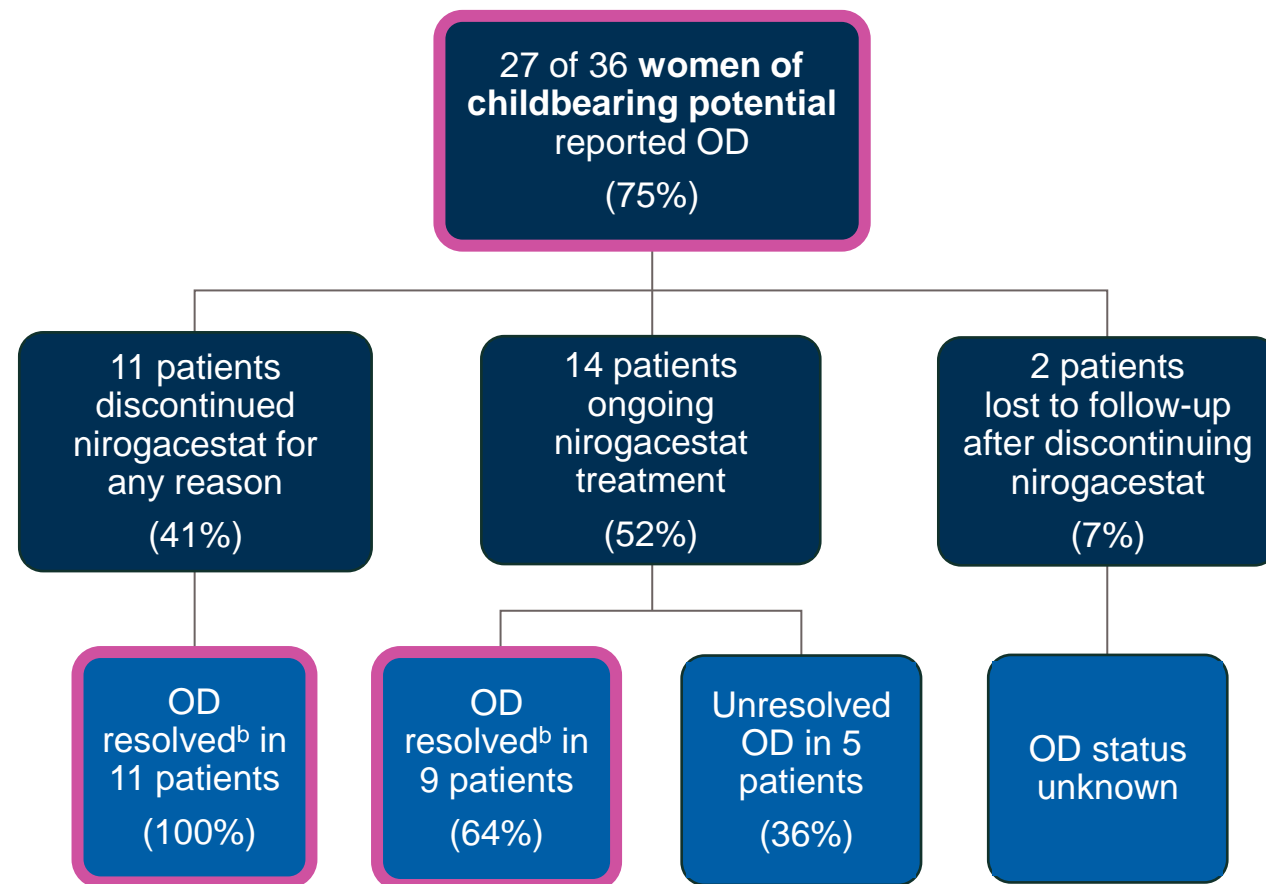 27 of 36 women of
childbearing potential
reported OD
(75%)
11 patients
discontinued
nirogacestat for
any reason
(41%)
14 patients
ongoing
nirogacestat
treatment
(52%)
2 patients
lost to follow-up
after discontinuing
nirogacestat
(7%)
OD
resolvedᵇ in
11 patients
(100%)
OD
resolvedᵇ in
9 patients
(64%)
Unresolved
OD in 5
patients
(36%)
OD status
unknown